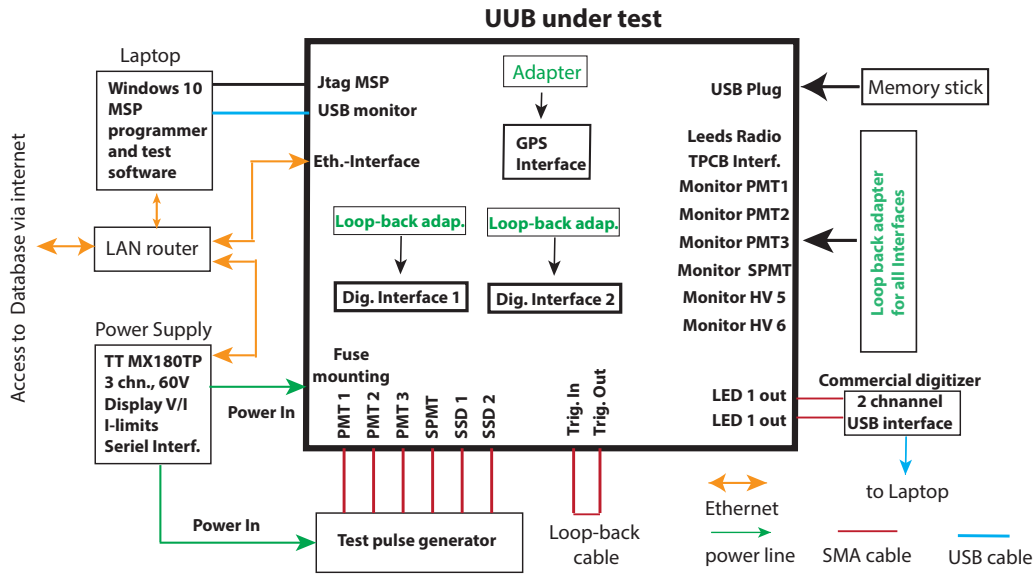 UUB under test
Laptop
Windows 10
MSP
programmer
and test
software
Jtag MSP
USB monitor
Eth.-Interface
Adapter
GPS
Interface
USB Plug
Memory stick
Leeds Radio
TPCB Interf.
Monitor PMT1
Monitor PMT2
Monitor PMT3
Monitor SPMT
Monitor HV 5
Monitor HV 6
Loop back adapter
for all Interfaces
Access to Database via internet
LAN router
Loop-back adap.
Loop-back adap.
Dig. Interface 1
Dig. Interface 2
Power Supply
TT MX180TP
3 chn., 60V
Display V/I
I-limits
Seriel Interf.
Power In
Fuse
mounting
PMT 1
PMT 2
PMT 3
SPMT
SSD 1
SSD 2
Trig. In
Trig. Out
LED 1 out
LED 1 out
Commercial digitizer
2 chnannel
USB interface
to Laptop
Power In
Test pulse generator
Loop-back
cable
Ethernet
power line
SMA cable
USB cable